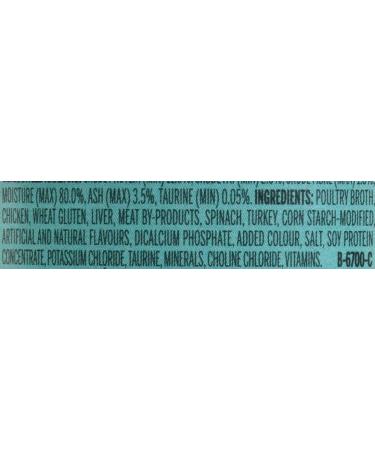 MOISTURE (MAX) 80.0%, ASH (MAX) 3.5%, TAURINE (MIN) 0.05%. INGREDIENTS: POULTRY BROTH,
CHICKEN, WHEAT GLUTEN, LIVER, MEAT BY-PRODUCTS, SPINACH, TURKEY, CORN STARCH-MODIFIED,
ARTIFICIAL AND NATURAL FLAVOURS, DICALCIUM PHOSPHATE, ADDED COLOUR, SALT, SOY PROTEIN
CONCENTRATE, POTASSIUM CHLORIDE, TAURINE, MINERALS, CHOLINE CHLORIDE, VITAMINS. B-6700-C